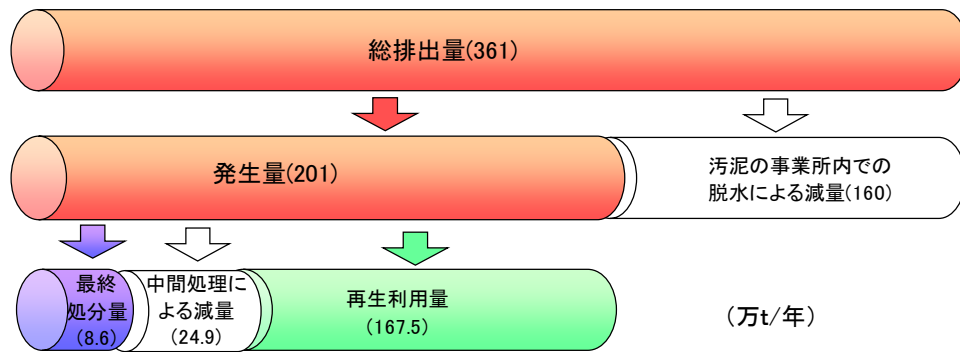 総排出量(361)
発生量(201)
汚泥の事業所内での
脱水による減量(160)
最終
処分量
(8.6)
中間処理に
よる減量
(24.9)
再生利用量
(167.5)
(万t/年)